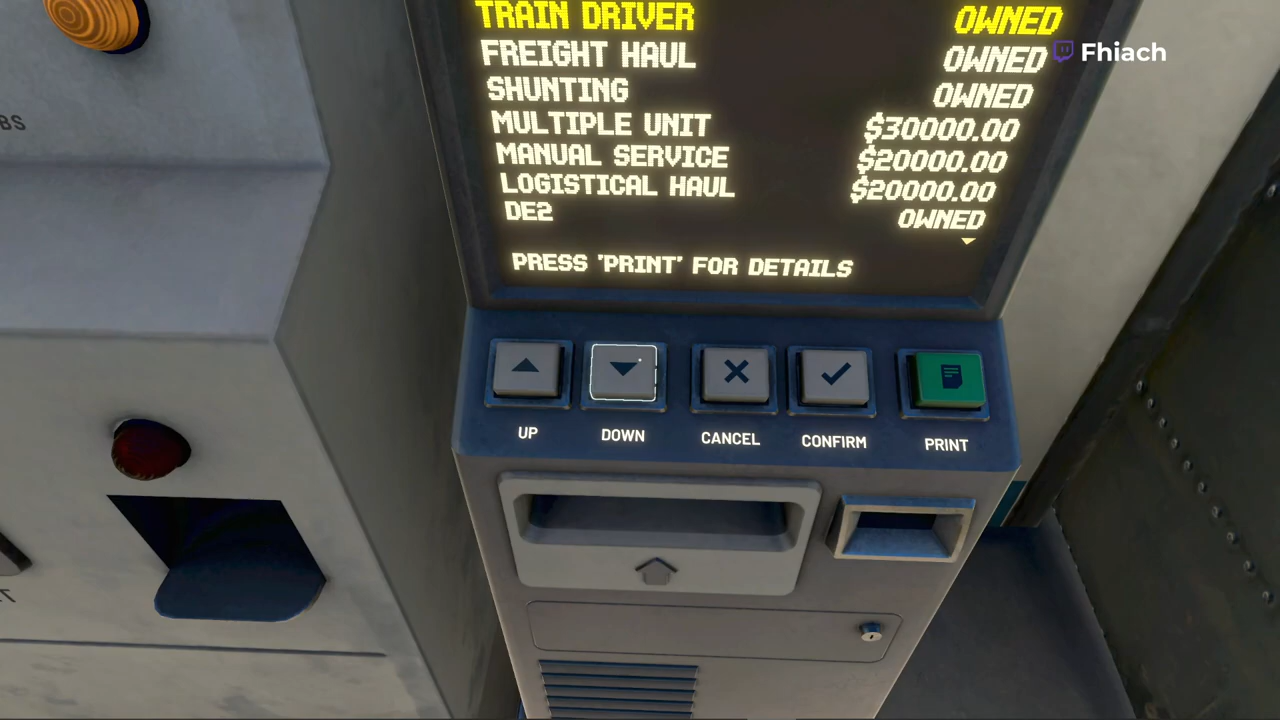 TRAIN DRIVER OWNED
Fhiach
FREIGHT HAUL OWNED
SHUNTING OWNED
MULTIPLE UNIT $30000.00
MANUAL SERVICE $20000.00
LOGISTICAL HAUL $20000.00
DE2 OWNED
PRESS 'PRINT' FOR DETAILS
UP DOWN CANCEL CONFIRM PRINT